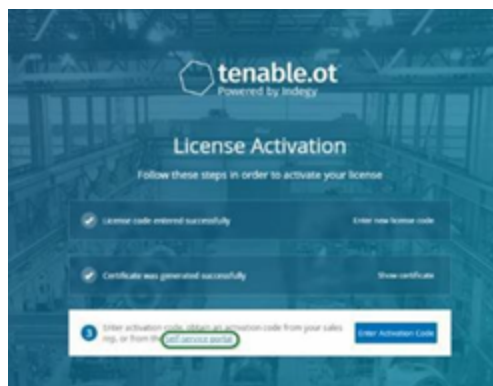 tenable.ot
Powered by Indegy
License Activation
Follow these steps in order to activate your license
License code entered successfully
Enter new license code
Certificate was generated successfully
Show certificate
3
Enter activation code, obtain an activation code from your sales
rep, or from the self-service portal
Enter Activation Code